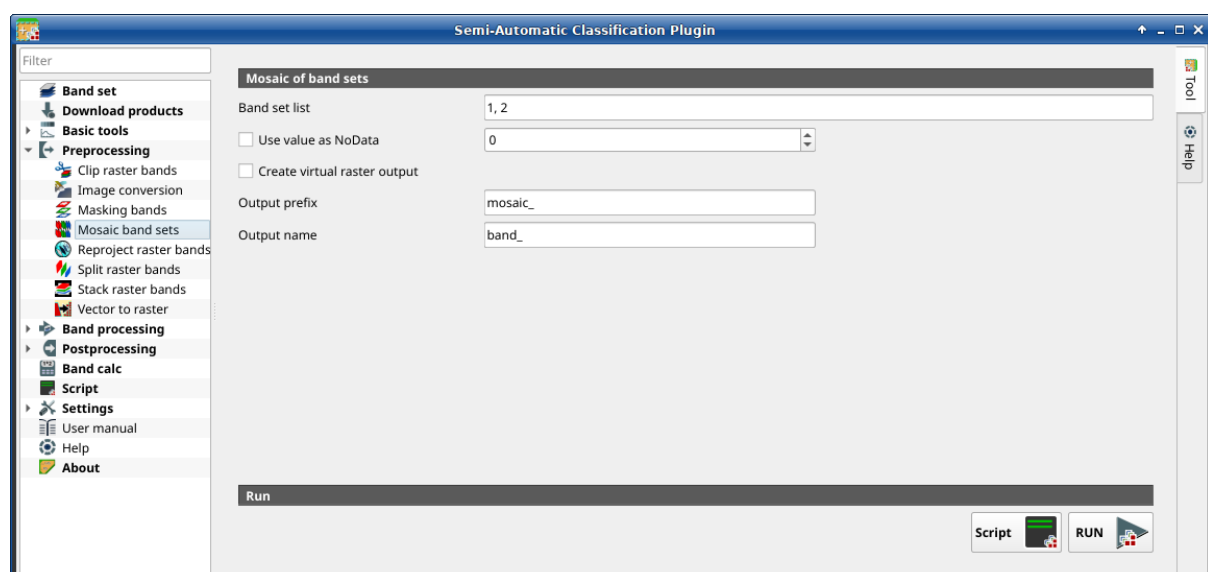 Semi-Automatic Classification Plugin
Filter
Band set
Download products
Basic tools
Preprocessing
Clip raster bands
Image conversion
Masking bands
Mosaic band sets
Reproject raster bands
Split raster bands
Stack raster bands
Vector to raster
Band processing
Postprocessing
Band calc
Script
Settings
User manual
Help
About
Mosaic of band sets
Band set list 1, 2
Use value as NoData 0
Create virtual raster output
Output prefix mosaic_
Output name band_
Run
Script RUN
Tool
Help